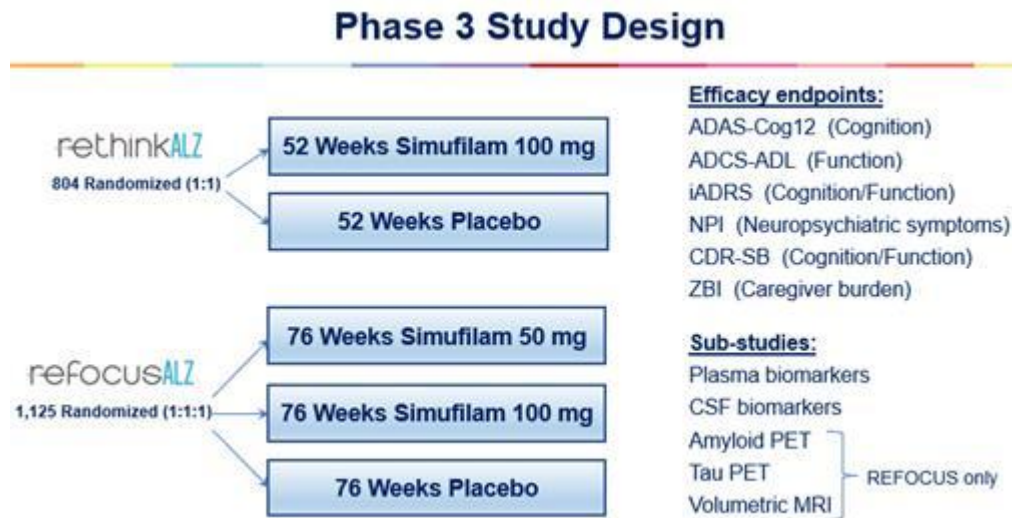 Phase 3 Study Design
rethinkALZ
804 Randomized (1:1)
52 Weeks Simufilam 100 mg
52 Weeks Placebo
refocusALZ
1,125 Randomized (1:1:1)
76 Weeks Simufilam 50 mg
76 Weeks Simufilam 100 mg
76 Weeks Placebo
Efficacy endpoints:
ADAS-Cog12 (Cognition)
ADCS-ADL (Function)
iADRS (Cognition/Function)
NPI (Neuropsychiatric symptoms)
CDR-SB (Cognition/Function)
ZBI (Caregiver burden)
Sub-studies:
Plasma biomarkers
CSF biomarkers
Amyloid PET
Tau PET
Volumetric MRI
REFOCUS only